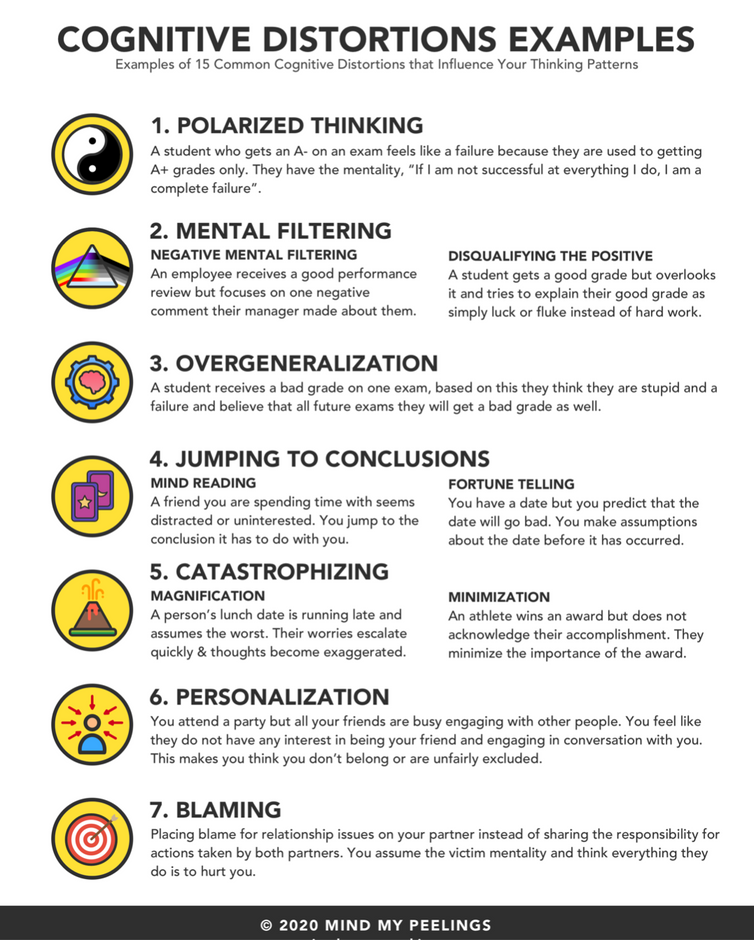 COGNITIVE DISTORTIONS EXAMPLES
Examples of 15 Common Cognitive Distortions that Influence Your Thinking Patterns
1. POLARIZED THINKING
A student who gets an A- on an exam feels like a failure because they are used to getting
A+ grades only. They have the mentality, “If I am not successful at everything I do, I am a
complete failure”.
2. MENTAL FILTERING
NEGATIVE MENTAL FILTERING
An employee receives a good performance
review but focuses on one negative
comment their manager made about them.
DISQUALIFYING THE POSITIVE
A student gets a good grade but overlooks
it and tries to explain their good grade as
simply luck or fluke instead of hard work.
3. OVERGENERALIZATION
A student receives a bad grade on one exam, based on this they think they are stupid and a
failure and believe that all future exams they will get a bad grade as well.
4. JUMPING TO CONCLUSIONS
MIND READING
A friend you are spending time with seems
distracted or uninterested. You jump to the
conclusion it has to do with you.
FORTUNE TELLING
You have a date but you predict that the
date will go bad. You make assumptions
about the date before it has occurred.
5. CATASTROPHIZING
MAGNIFICATION
A person’s lunch date is running late and
assumes the worst. Their worries escalate
quickly & thoughts become exaggerated.
MINIMIZATION
An athlete wins an award but does not
acknowledge their accomplishment. They
minimize the importance of the award.
6. PERSONALIZATION
You attend a party but all your friends are busy engaging with other people. You feel like
they do not have any interest in being your friend and engaging in conversation with you.
This makes you think you don’t belong or are unfairly excluded.
7. BLAMING
Placing blame for relationship issues on your partner instead of sharing the responsibility for
actions taken by both partners. You assume the victim mentality and think everything they
do is to hurt you.
© 2020 MIND MY PEELINGS